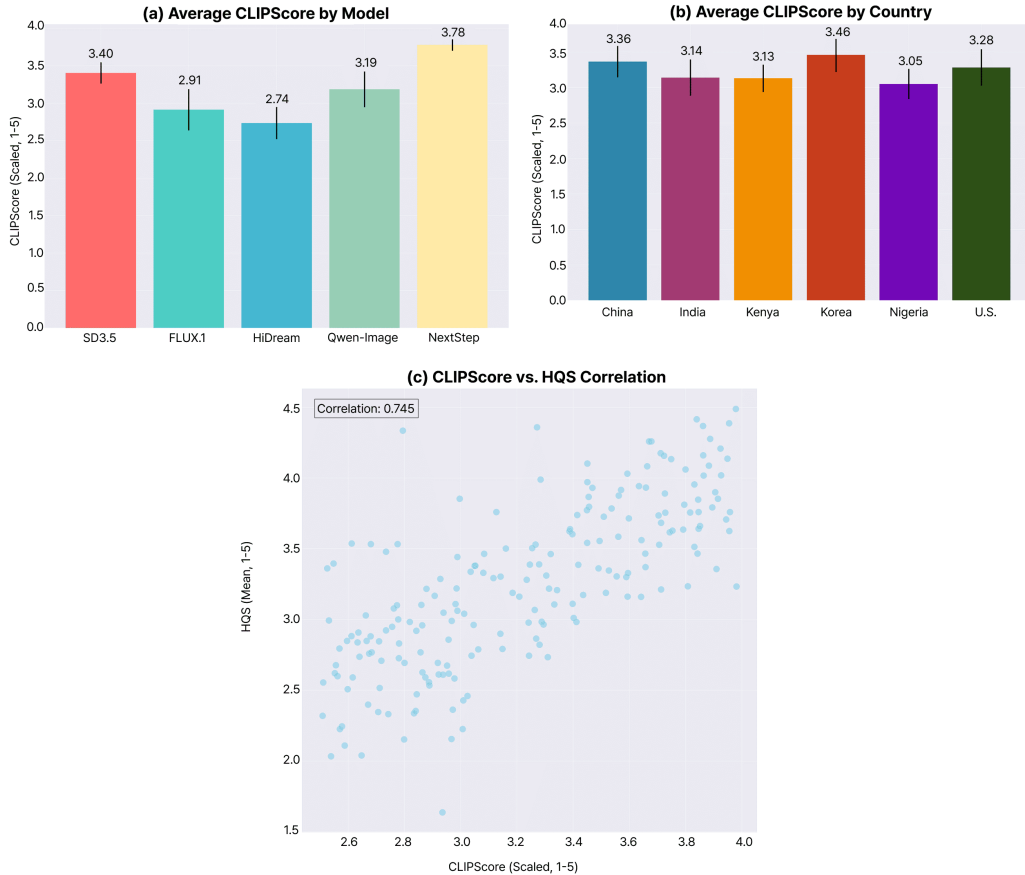 (a) Average CLIPScore by Model
CLIPScore (Scaled, 1-5)
4.0
3.5
3.0
2.5
2.0
1.5
1.0
0.5
0.0
3.40
2.91
2.74
3.19
3.78
SD3.5
FLUX.1
HiDream
Qwen-Image
NextStep
(b) Average CLIPScore by Country
CLIPScore (Scaled, 1-5)
4.0
3.5
3.0
2.5
2.0
1.5
1.0
0.5
0.0
3.36
3.14
3.13
3.46
3.05
3.28
China
India
Kenya
Korea
Nigeria
U.S.
(c) CLIPScore vs. HQS Correlation
Correlation: 0.745
HQS (Mean, 1-5)
4.5
4.0
3.5
3.0
2.5
2.0
1.5
2.6
2.8
3.0
3.2
3.4
3.6
3.8
4.0
CLIPScore (Scaled, 1-5)